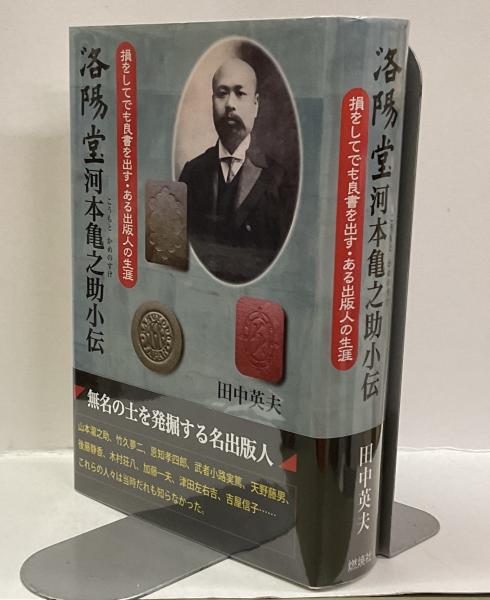 洛陽堂河本亀之助小伝
こうもと かめのすけ
損をしてでも良書を出す・ある出版人の生涯
田中英夫
無名の士を発掘する名出版人
山本瀧之助、竹久夢二、恩知孝四郎、武者小路実篤、天野藤男、
後藤静香、木村荘八、加藤一夫、津田左右吉、吉屋信子……
これらの人々は当時だれも知らなかった。
洛陽堂河本亀之助小伝
損をしてでも良書を出す・ある出版人の生涯
田中英夫
燃焼社